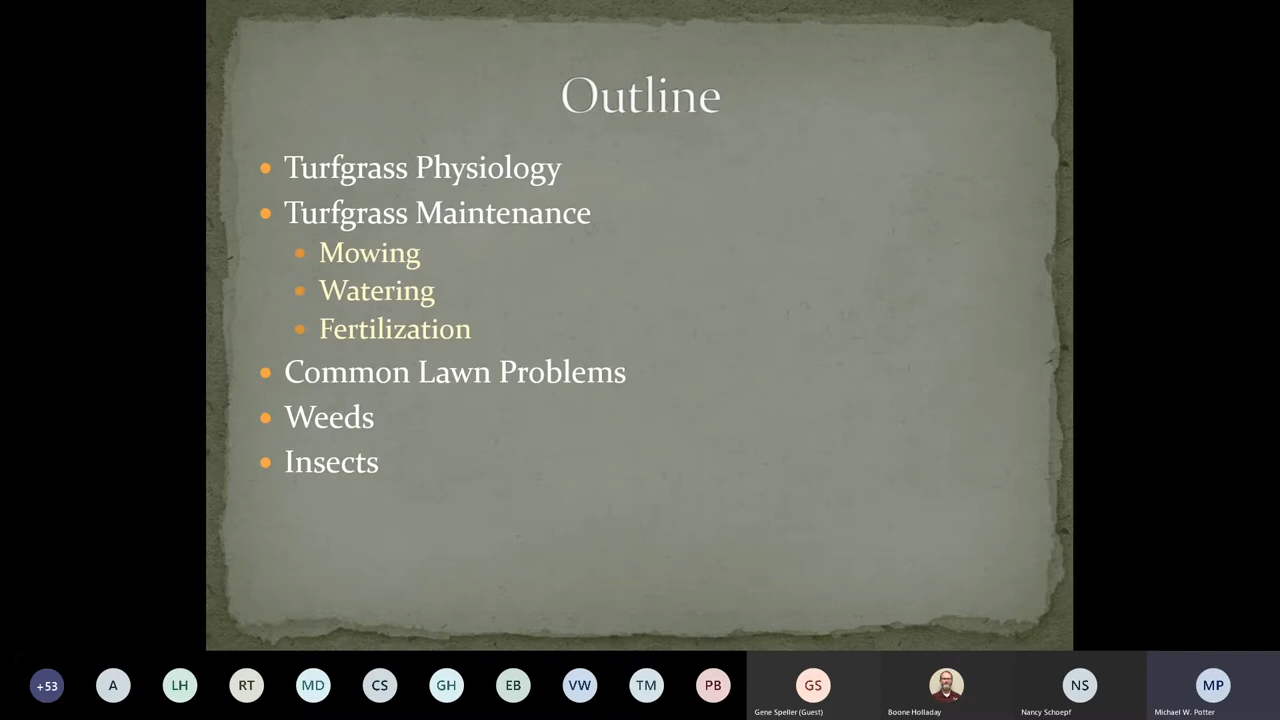 Outline
Turfgrass Physiology
Turfgrass Maintenance
Mowing
Watering
Fertilization
Common Lawn Problems
Weeds
Insects
+53 A LH RT MD CS GH EB VW TM PB GS NS MP
Gene Speller (Guest) Boone Holladay Nancy Schoepf Michael W. Potter